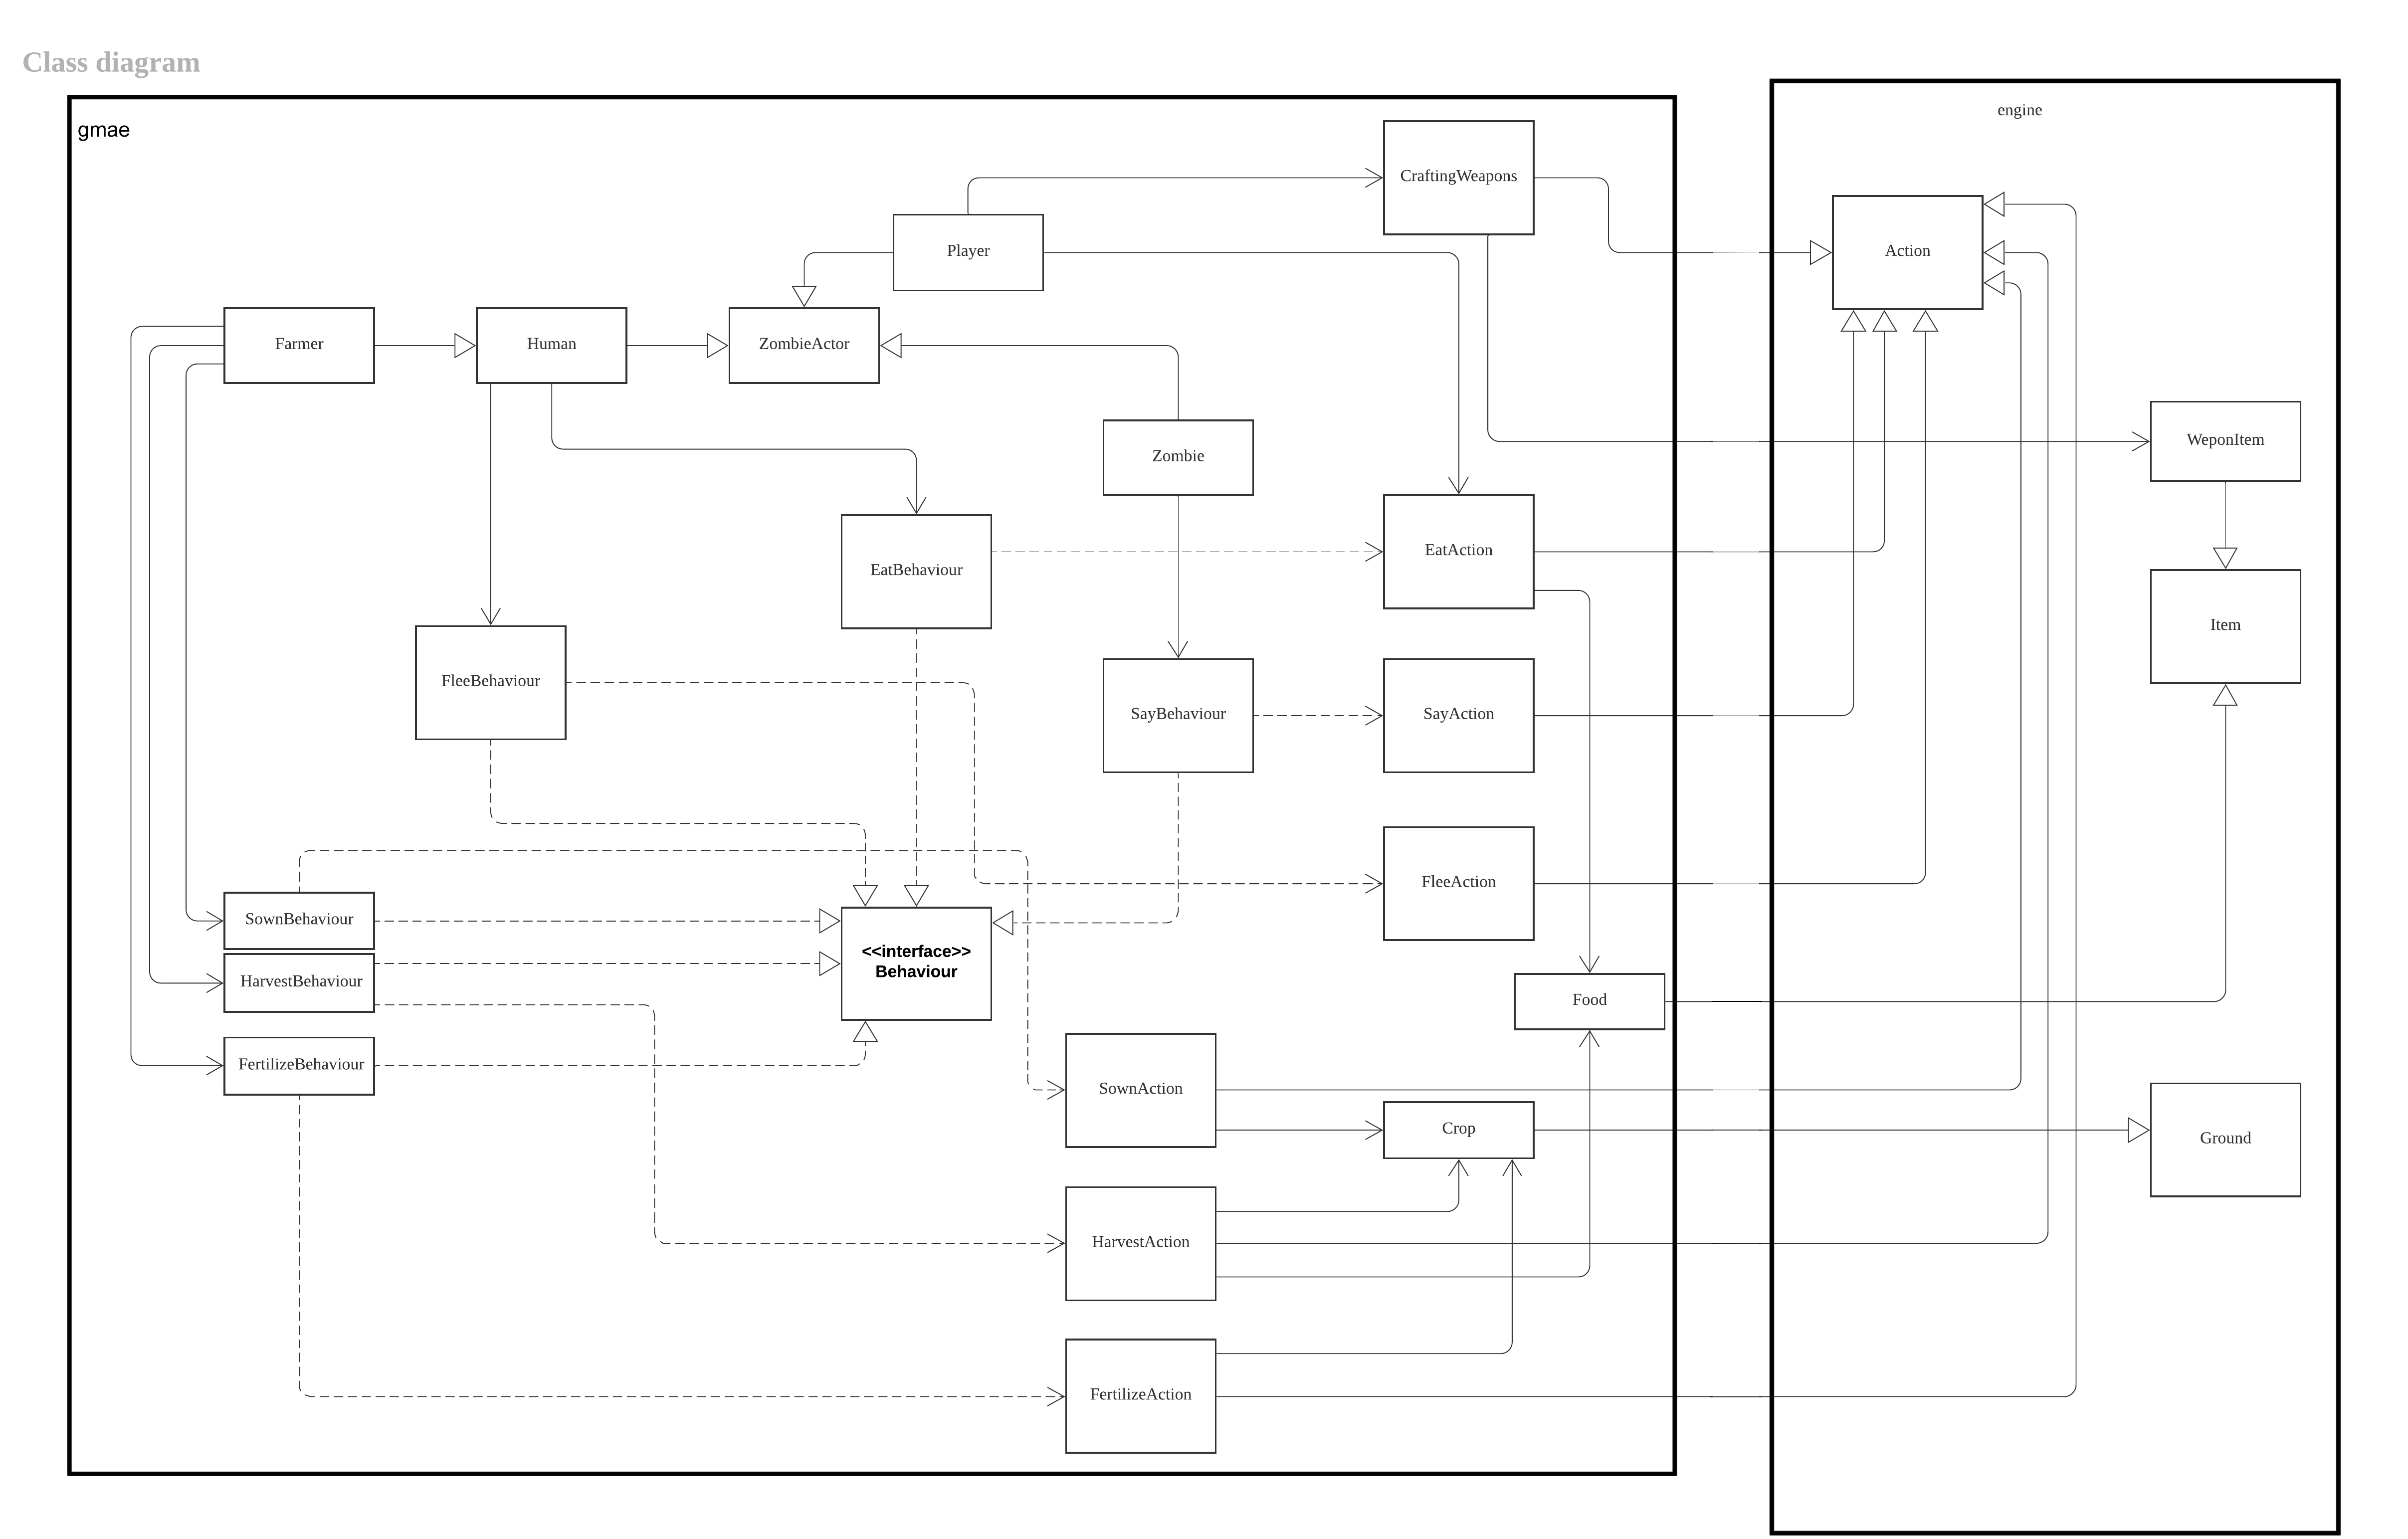 Class diagram
gmae
engine
CraftingWeapons
Action
Player
Farmer
Human
ZombieActor
WeponItem
Zombie
EatAction
EatBehaviour
Item
FleeBehaviour
SayBehaviour
SayAction
FleeAction
SownBehaviour
<<interface>>
Behaviour
HarvestBehaviour
Food
FertilizeBehaviour
SownAction
Crop
Ground
HarvestAction
FertilizeAction